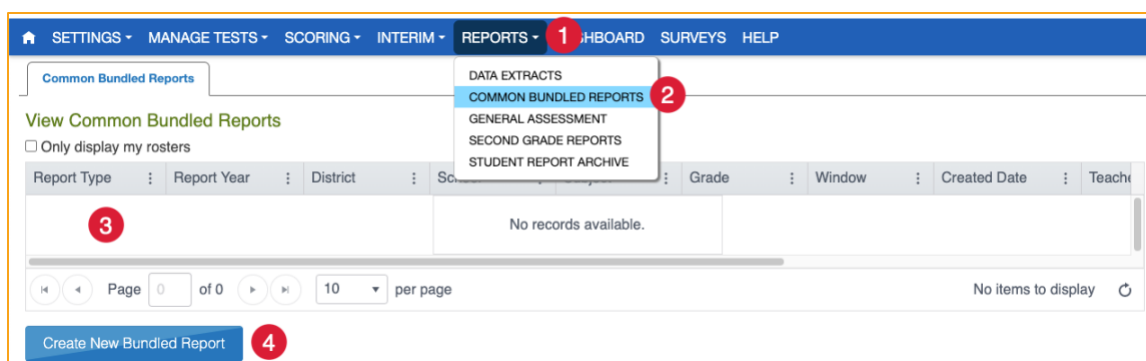 SETTINGS MANAGE TESTS SCORING INTERIM REPORTS 1 HBOARD SURVEYS HELP
Common Bundled Reports
DATA EXTRACTS
COMMON BUNDLED REPORTS 2
GENERAL ASSESSMENT
SECOND GRADE REPORTS
STUDENT REPORT ARCHIVE
View Common Bundled Reports
Only display my rosters
Report Type Report Year District Grade Window Created Date Teache
3
No records available.
Page 0 of 0 10 per page No items to display
Create New Bundled Report 4